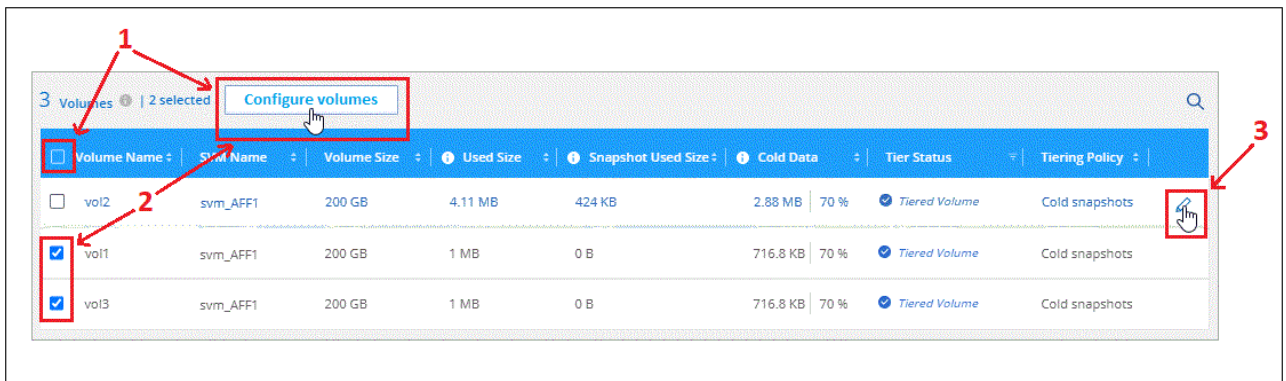 1
3 Volumes | 2 selected Configure volumes
3
Volume Name SVM Name Volume Size Used Size Snapshot Used Size Cold Data Tier Status Tiering Policy
2
vol2 svm_AFF1 200 GB 4.11 MB 424 KB 2.88 MB 70 % Tiered Volume Cold snapshots
vol1 svm_AFF1 200 GB 1 MB 0 B 716.8 KB 70 % Tiered Volume Cold snapshots
vol3 svm_AFF1 200 GB 1 MB 0 B 716.8 KB 70 % Tiered Volume Cold snapshots